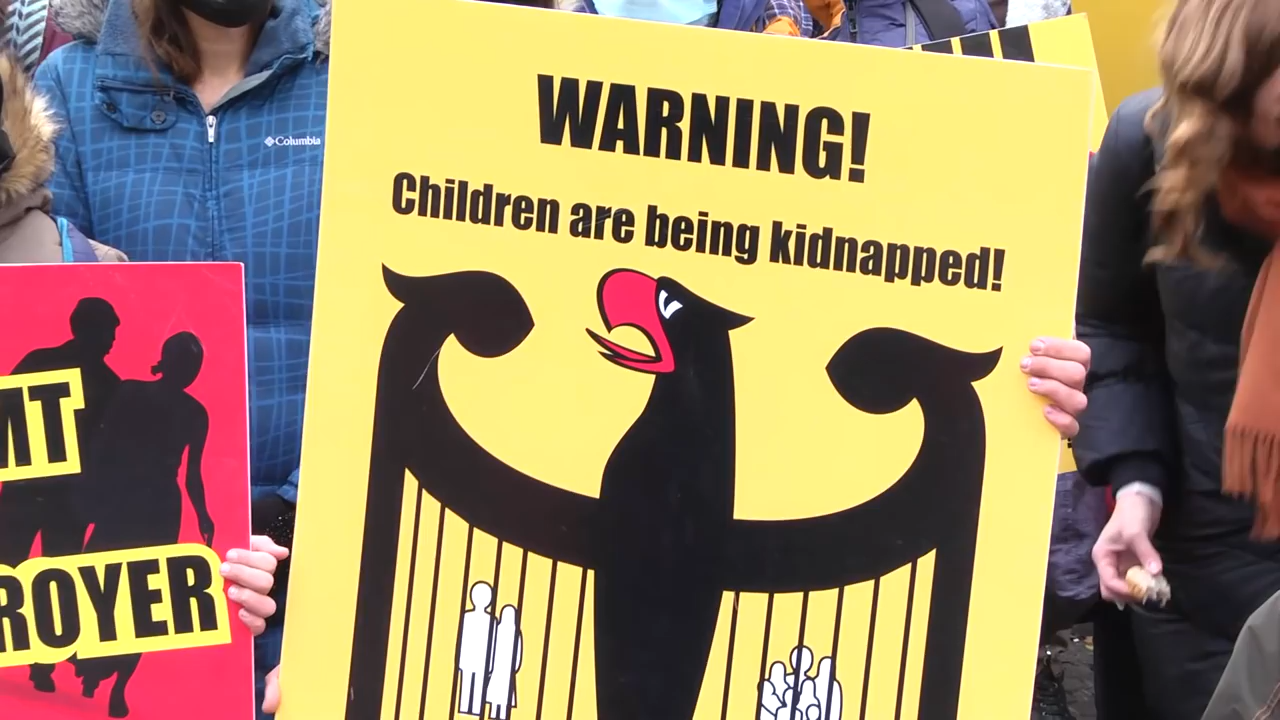 WARNING!
Children are being kidnapped!
Columbia
MT
ROYER